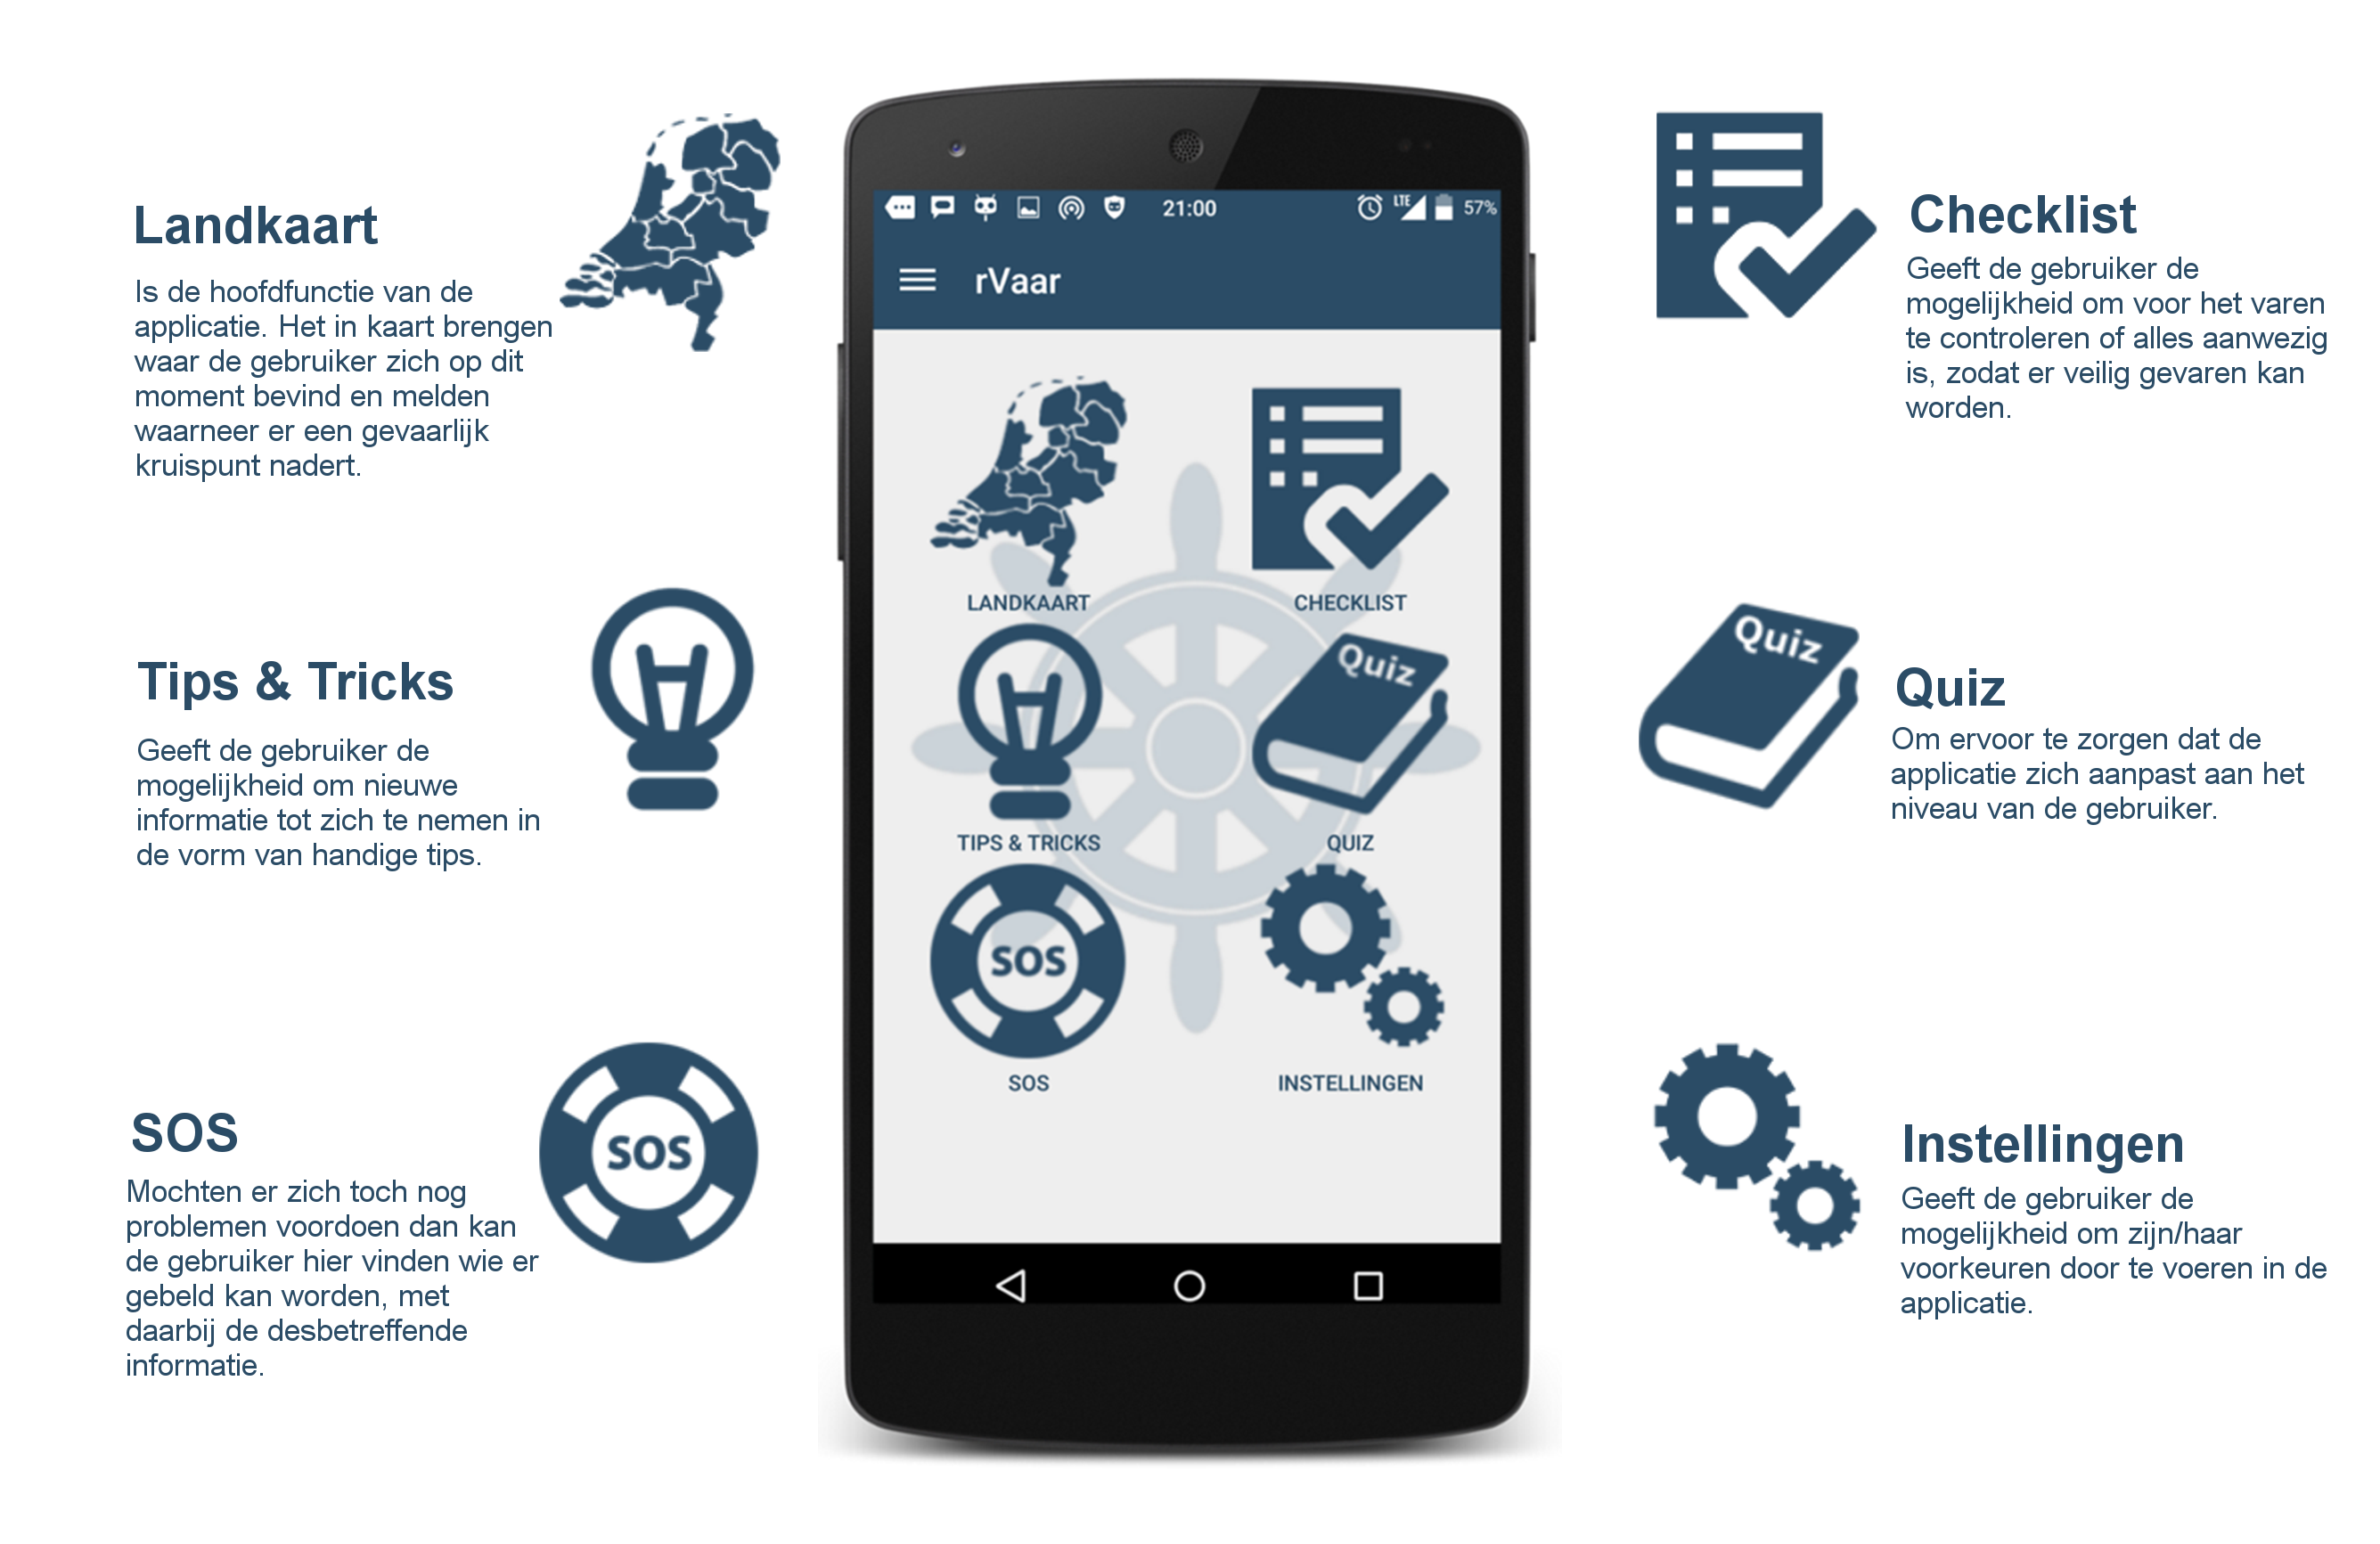 Landkaart
Is de hoofdfunctie van de
applicatie. Het in kaart brengen
waar de gebruiker zich op dit
moment bevind en melden
waarneer er een gevaarlijk
kruispunt nadert.
Tips & Tricks
Geeft de gebruiker de
mogelijkheid om nieuwe
informatie tot zich te nemen in
de vorm van handige tips.
SOS
Mochten er zich toch nog
problemen voordoen dan kan
de gebruiker hier vinden wie er
gebeld kan worden, met
daarbij de desbetreffende
informatie.
SOS
21:00
LTE
57%
rVaar
LANDKAART
CHECKLIST
Quiz
TIPS & TRICKS
QUIZ
SOS
SOS
INSTELLINGEN
Checklist
Geeft de gebruiker de
mogelijkheid om voor het varen
te controleren of alles aanwezig
is, zodat er veilig gevaren kan
worden.
Quiz
Quiz
Om ervoor te zorgen dat de
applicatie zich aanpast aan het
niveau van de gebruiker.
Instellingen
Geeft de gebruiker de
mogelijkheid om zijn/haar
voorkeuren door te voeren in de
applicatie.